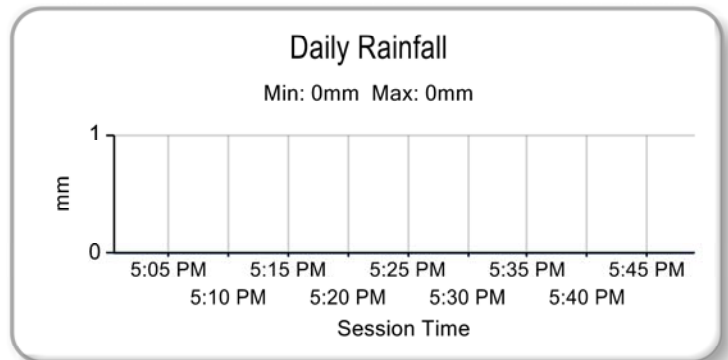 Daily Rainfall
Min: 0mm  Max: 0mm
1
mm
0
5:05 PM 5:15 PM 5:25 PM 5:35 PM 5:45 PM
5:10 PM 5:20 PM 5:30 PM 5:40 PM
Session Time